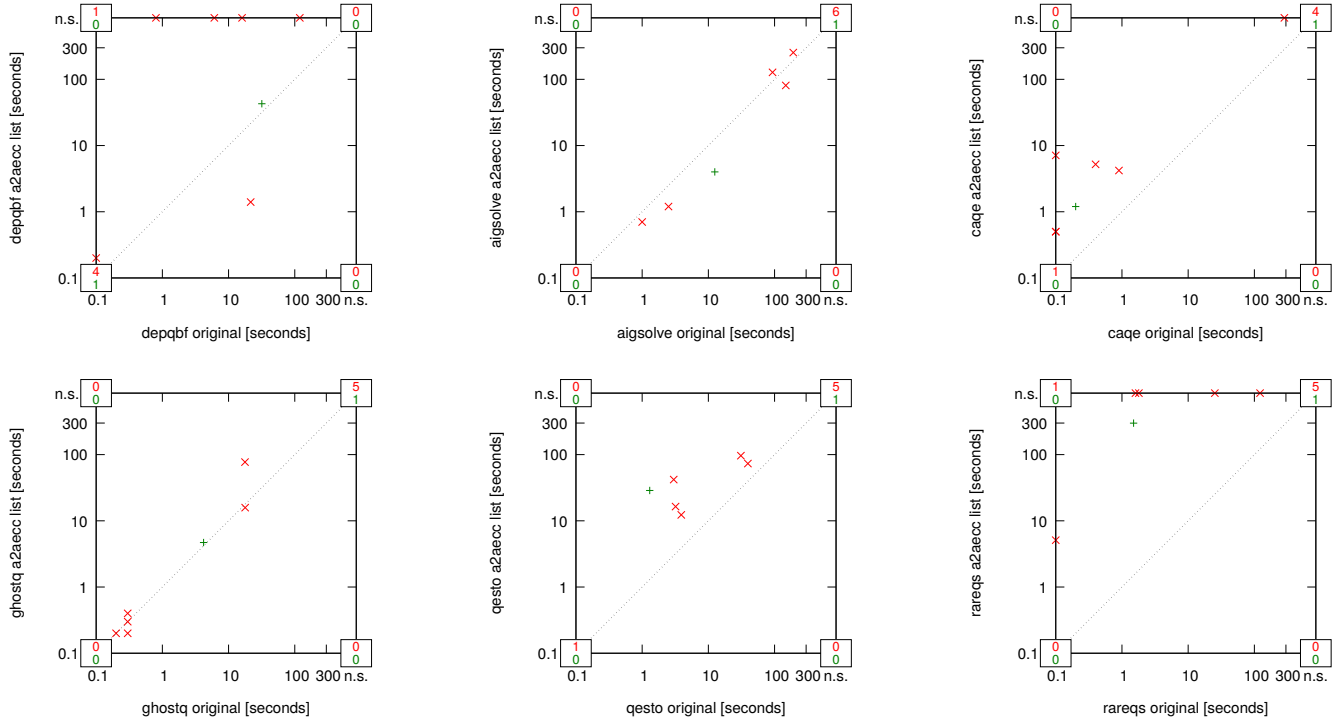 n.s. 1 0 0 0
300
100
10
1
0.1 4 1 0 0
0.1 1 10 100 300 n.s.
depqbf a2aecc list [seconds]
depqbf original [seconds]
n.s. 0 0 6 1
300
100
10
1
0.1 0 0 0 0
0.1 1 10 100 300 n.s.
aigsolve a2aecc list [seconds]
aigsolve original [seconds]
n.s. 0 0 4 1
300
100
10
1
0.1 1 0 0 0
0.1 1 10 100 300 n.s.
caqe a2aecc list [seconds]
caqe original [seconds]
n.s. 0 0 5 1
300
100
10
1
0.1 0 0 0 0
0.1 1 10 100 300 n.s.
ghostq a2aecc list [seconds]
ghostq original [seconds]
n.s. 0 0 5 1
300
100
10
1
0.1 1 0 0 0
0.1 1 10 100 300 n.s.
qesto a2aecc list [seconds]
qesto original [seconds]
n.s. 1 0 5 1
300
100
10
1
0.1 0 0 0 0
0.1 1 10 100 300 n.s.
rareqs a2aecc list [seconds]
rareqs original [seconds]